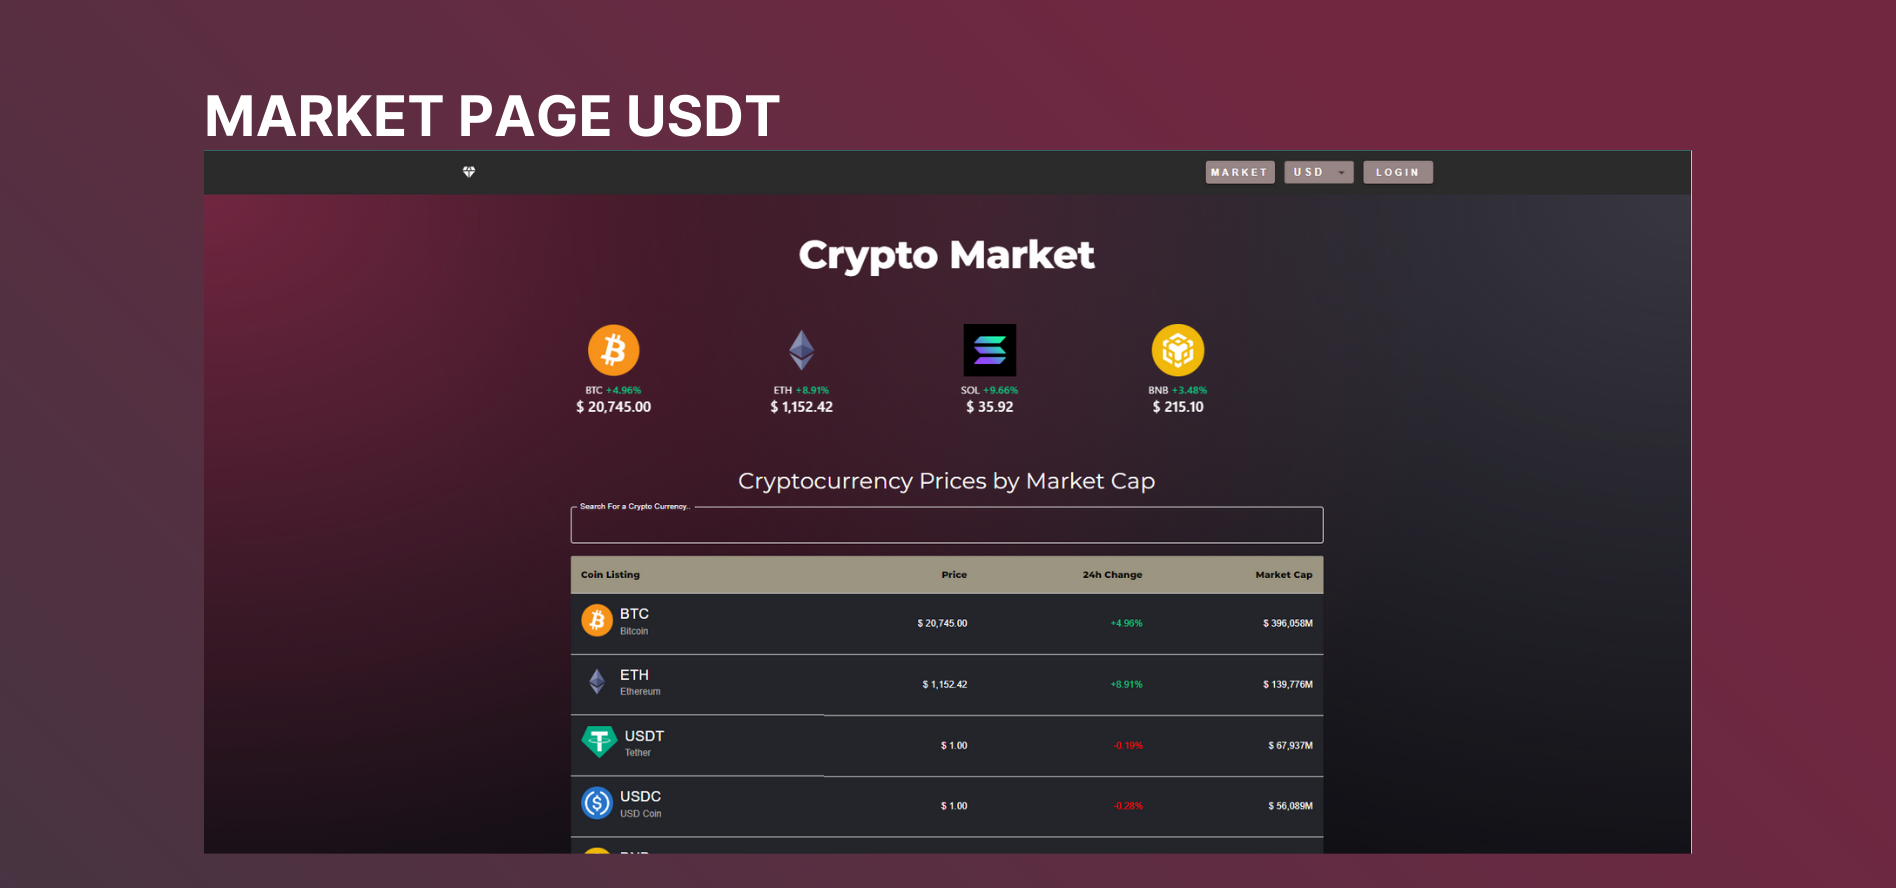 MARKET PAGE USDT
MARKET USD LOGIN
Crypto Market
BTC +4.96% ETH +8.91% SOL +9.66% BNB +3.48%
$ 20,745.00 $ 1,152.42 $ 35.92 $ 215.10
Cryptocurrency Prices by Market Cap
Search For a Crypto Currency..
Coin Listing Price 24h Change Market Cap
BTC
Bitcoin
$ 20,745.00 +4.96% $ 396,058M
ETH
Ethereum
$ 1,152.42 +8.91% $ 139,776M
USDT
Tether
$ 1.00 -0.19% $ 67,937M
USDC
USD Coin
$ 1.00 -0.28% $ 56,089M